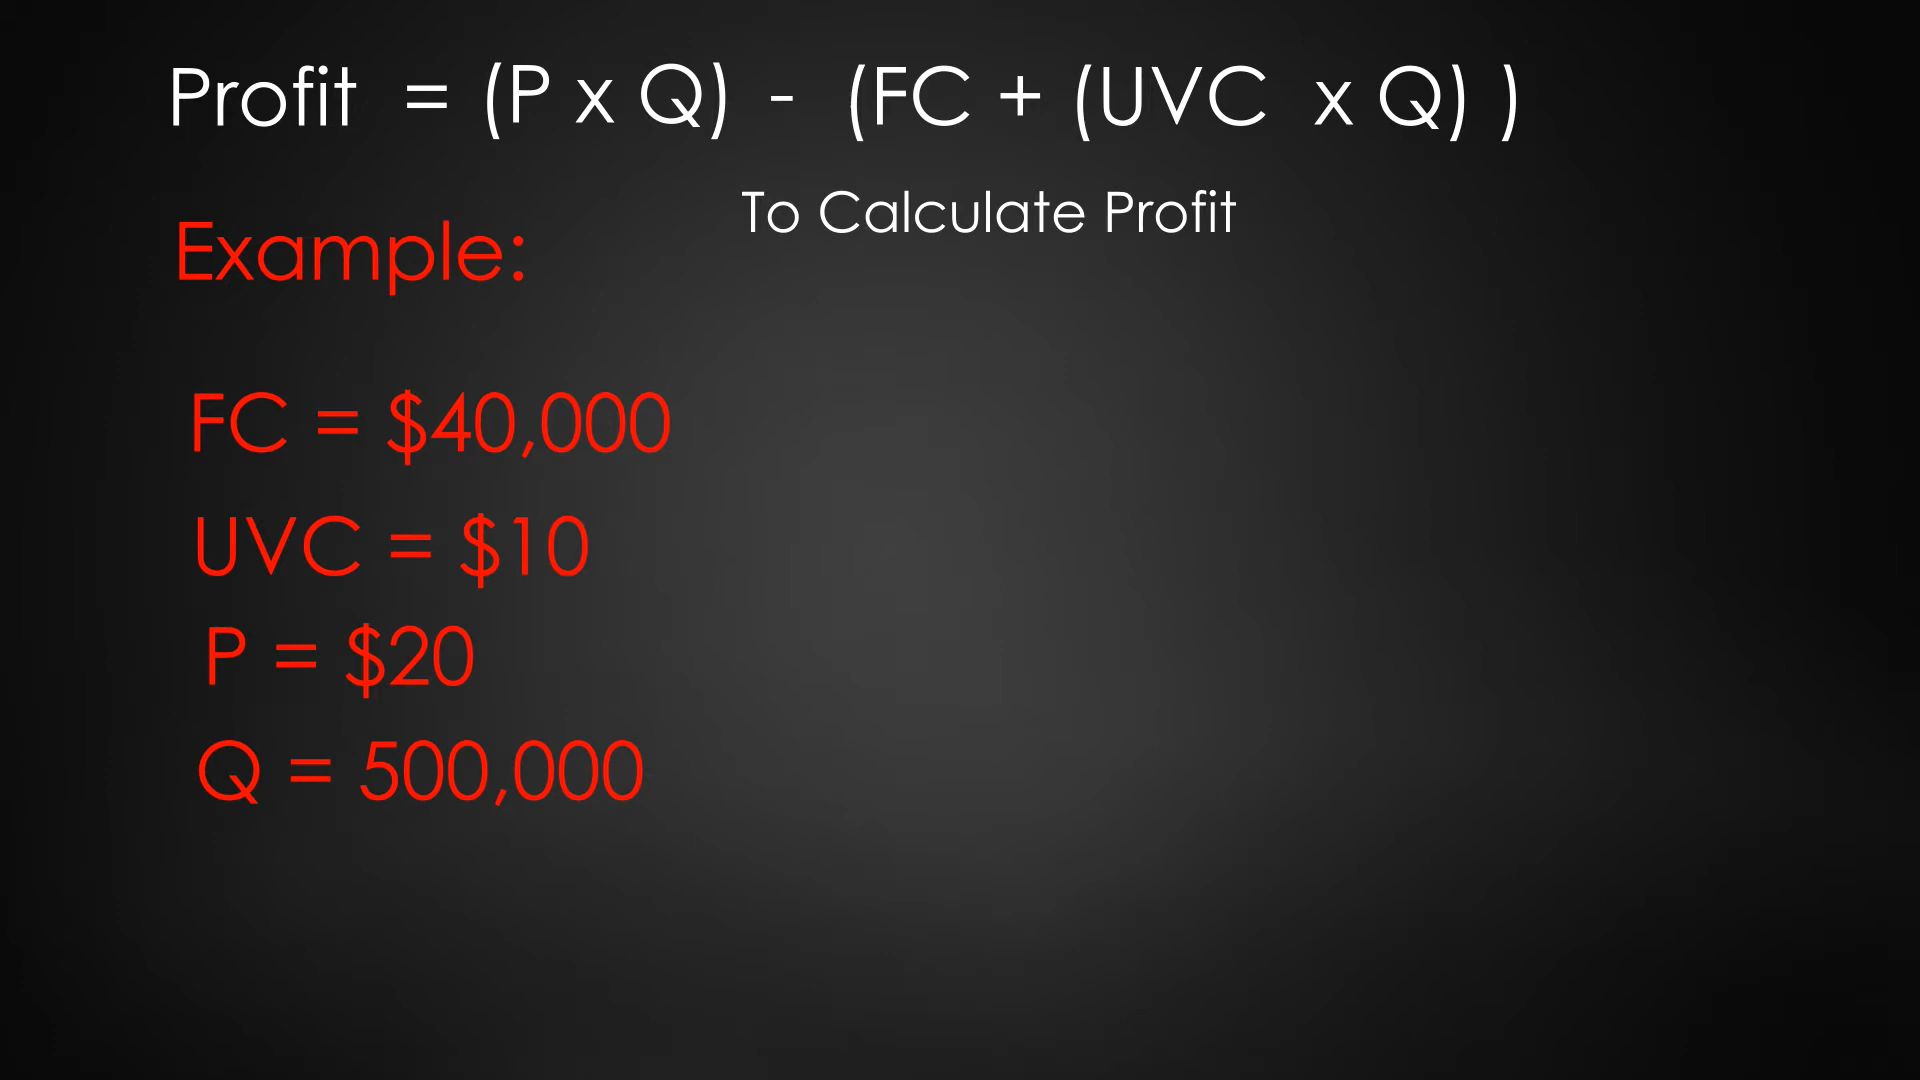 Profit = (P x Q) - (FC + (UVC x Q) )
To Calculate Profit
Example:
FC = $40,000
UVC = $10
P = $20
Q = 500,000